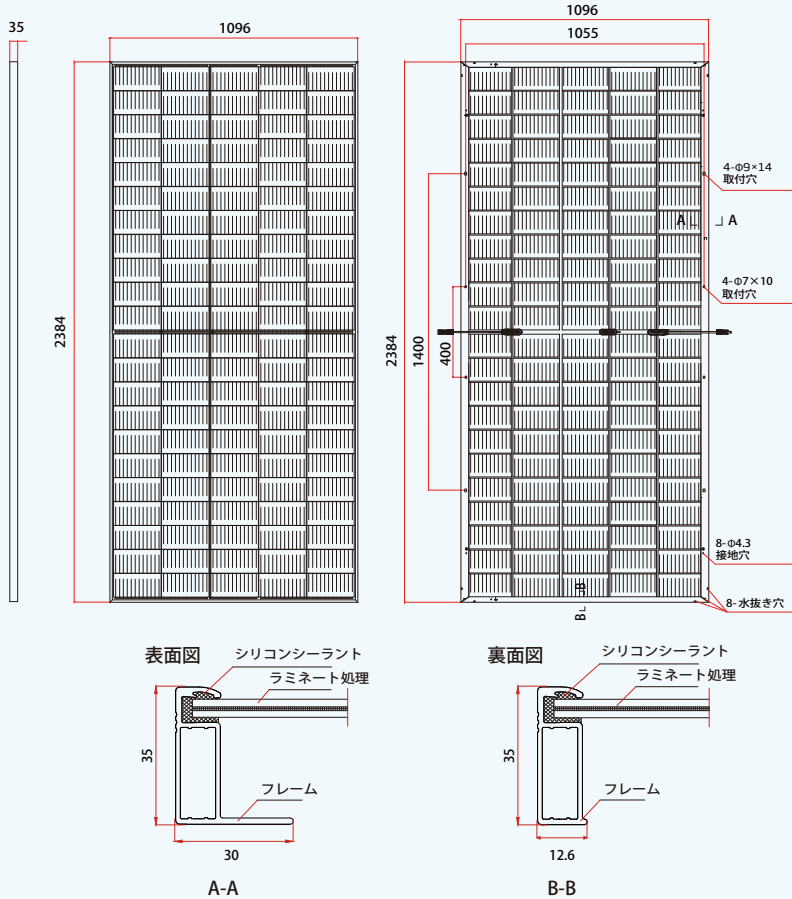 35
1096
2384
1096
1055
2384
1400
400
4-Φ9×14
取付穴
A
A
4-Φ7×10
取付穴
8-Φ4.3
接地穴
8-水抜き穴
B
B
表面図
シリコンシーラント
ラミネート処理
35
フレーム
30
A-A
裏面図
シリコンシーラント
ラミネート処理
35
フレーム
12.6
B-B